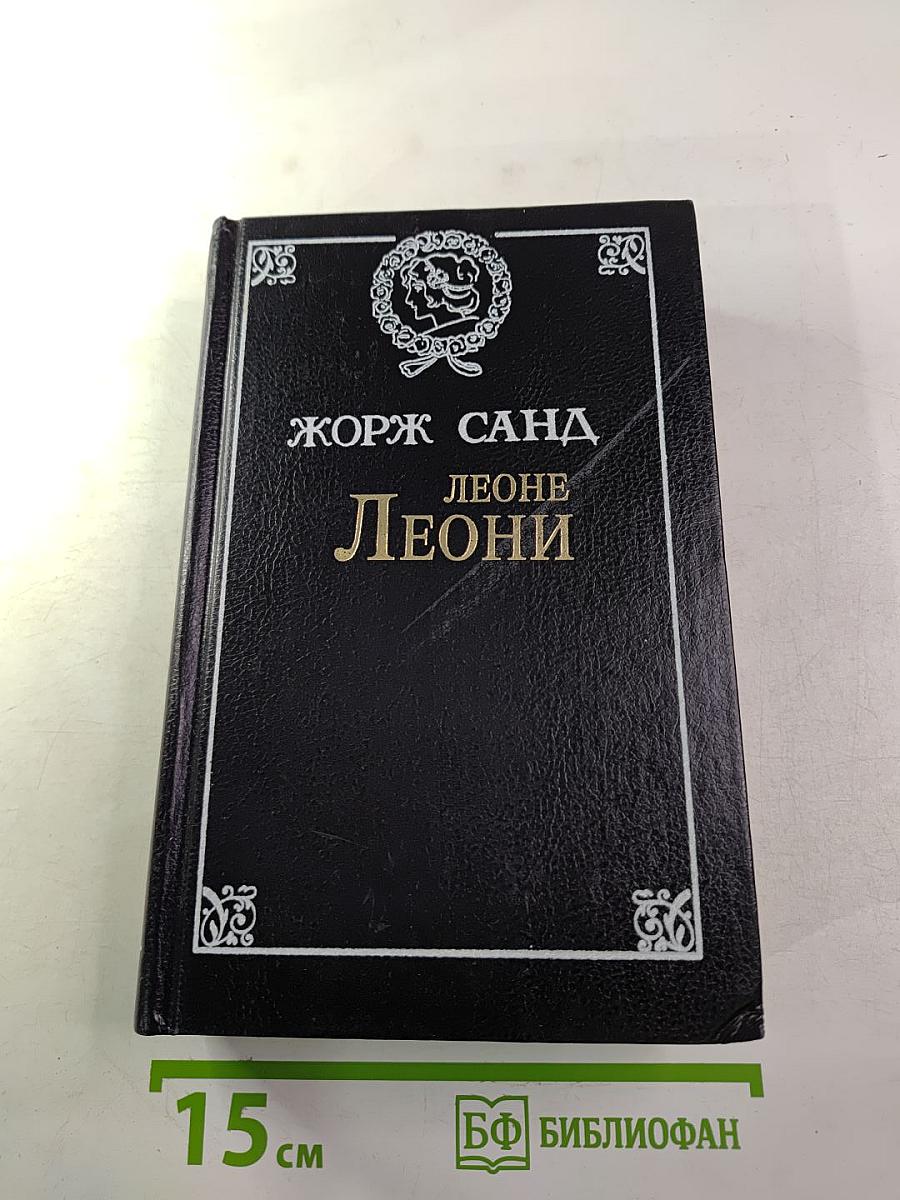 ЖОРЖ САНД
ЛЕОНЕ
ЛЕОНИ
15 см
БФ БИБЛИОФАН